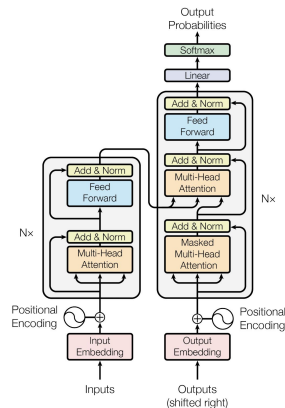 Output
Probabilities
Softmax
Linear
Add & Norm
Feed
Forward
Add & Norm
Multi-Head
Attention
Add & Norm
Masked
Multi-Head
Attention
N×
Add & Norm
Feed
Forward
N×
Add & Norm
Multi-Head
Attention
Positional
Encoding
Positional
Encoding
Input
Embedding
Output
Embedding
Inputs
Outputs
(shifted right)